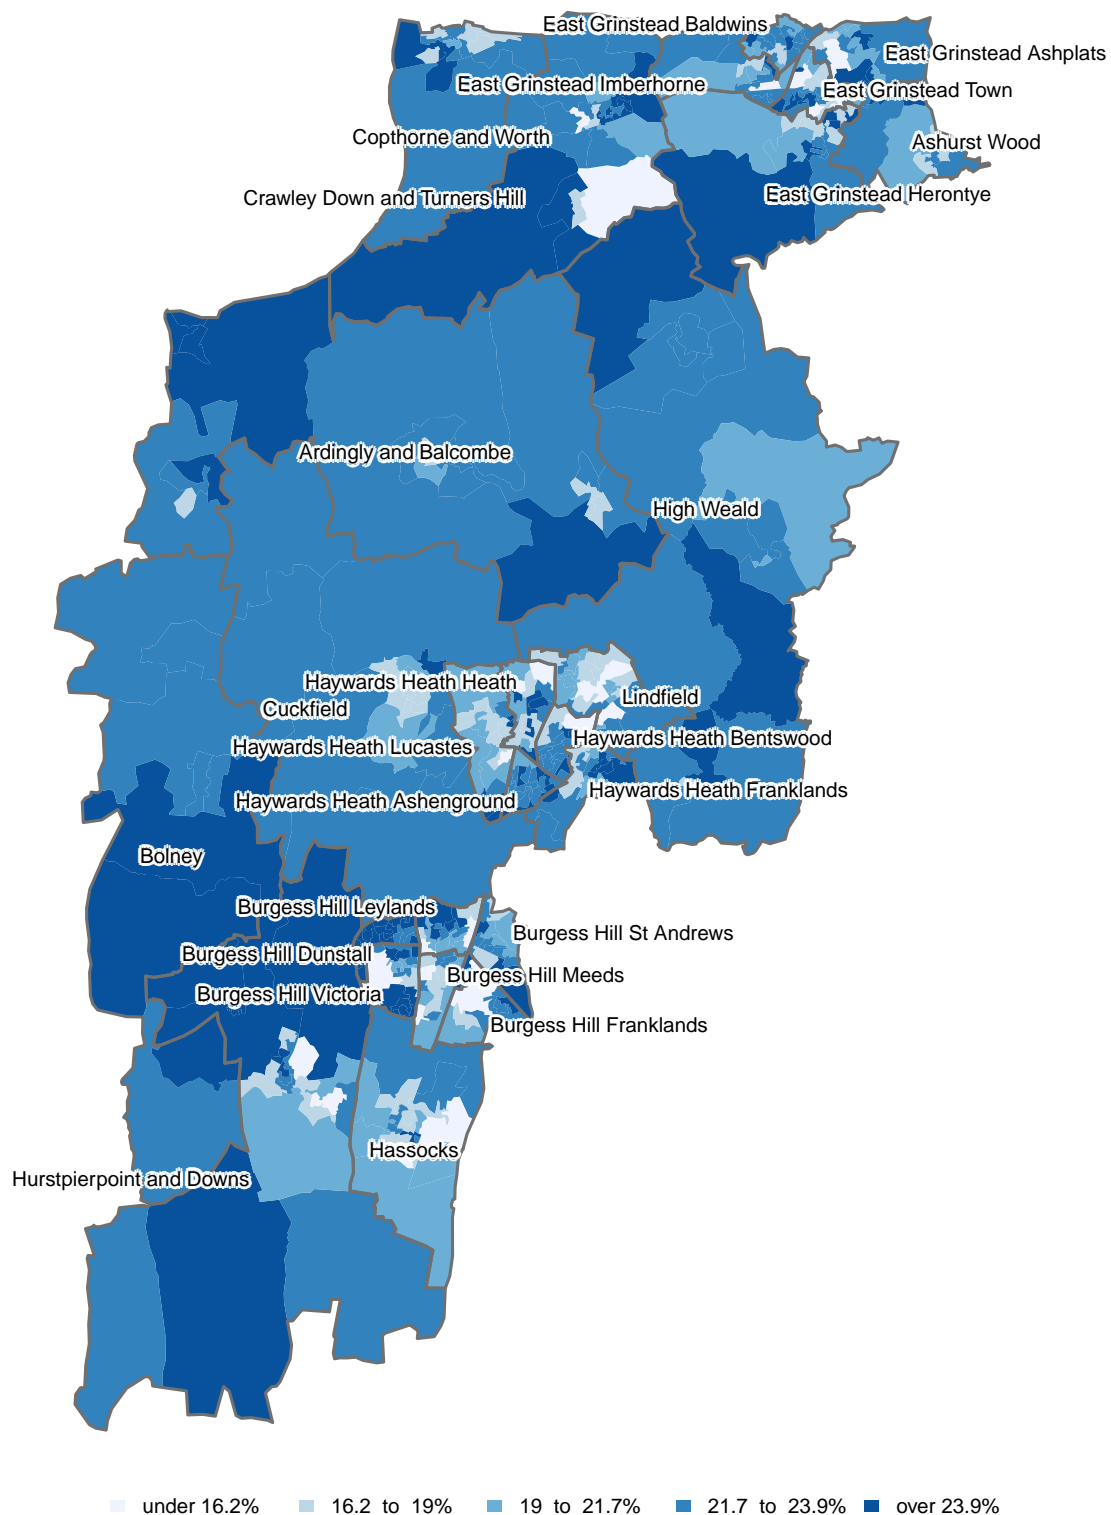 East Grinstead Baldwins
East Grinstead Ashplats
East Grinstead Imberhorne
East Grinstead Town
Copthorne and Worth
Ashurst Wood
Crawley Down and Turners Hill
East Grinstead Herontye
Ardingly and Balcombe
High Weald
Haywards Heath Heath
Lindfield
Cuckfield
Haywards Heath Bentswood
Haywards Heath Lucastes
Haywards Heath Franklands
Haywards Heath Ashenground
Bolney
Burgess Hill Leylands
Burgess Hill St Andrews
Burgess Hill Dunstall
Burgess Hill Meeds
Burgess Hill Victoria
Burgess Hill Franklands
Hassocks
Hurstpierpoint and Downs
under 16.2% 16.2 to 19% 19 to 21.7% 21.7 to 23.9% over 23.9%